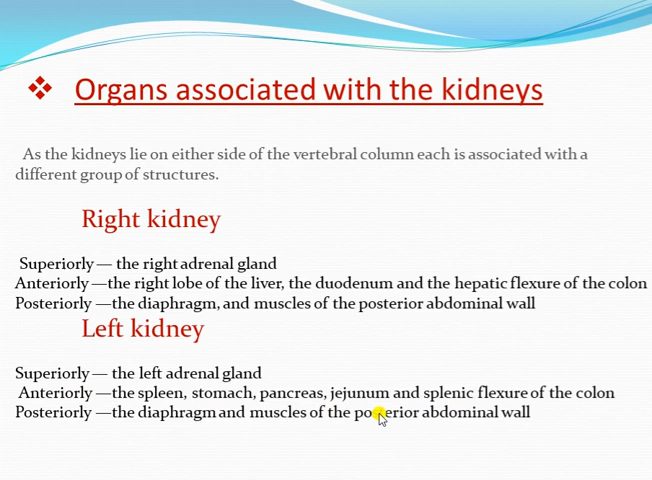 ❖ Organs associated with the kidneys
As the kidneys lie on either side of the vertebral column each is associated with a
different group of structures.
Right kidney
Superiorly — the right adrenal gland
Anteriorly —the right lobe of the liver, the duodenum and the hepatic flexure of the colon
Posteriorly —the diaphragm, and muscles of the posterior abdominal wall
Left kidney
Superiorly — the left adrenal gland
Anteriorly —the spleen, stomach, pancreas, jejunum and splenic flexure of the colon
Posteriorly —the diaphragm and muscles of the posterior abdominal wall